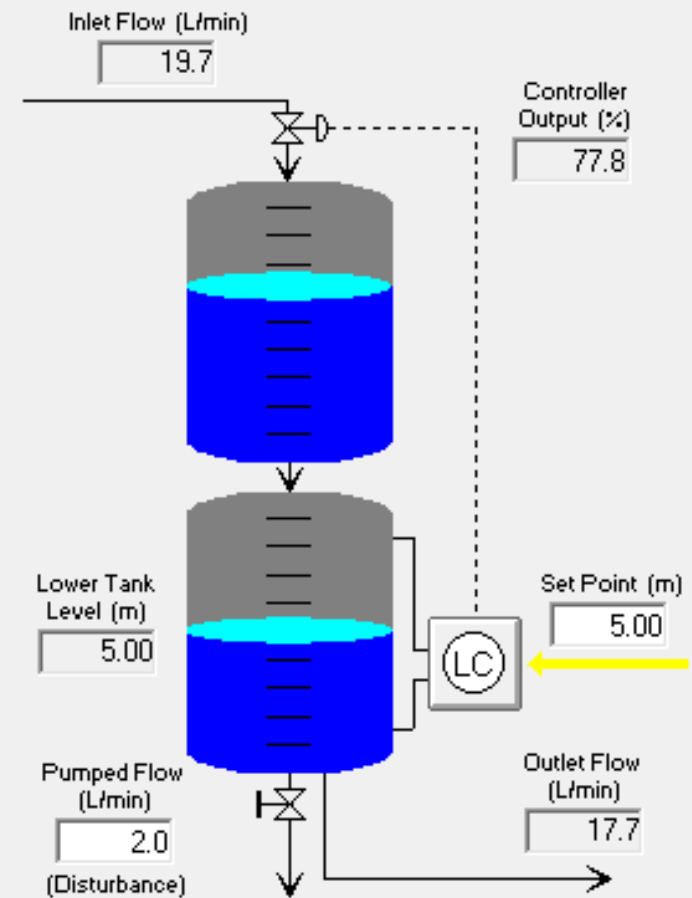 Inlet Flow (L/min)
19.7
Controller
Output (%)
77.8
Lower Tank
Level (m)
5.00
Set Point (m)
5.00
LC
Pumped Flow
(L/min)
2.0
(Disturbance)
Outlet Flow
(L/min)
17.7